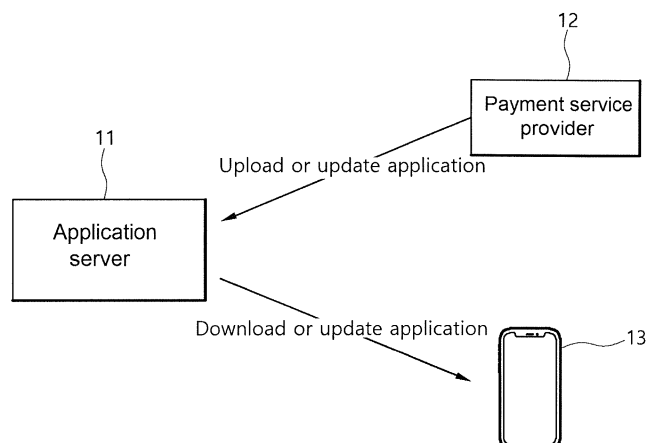 12
Payment service
provider
11
Upload or update application
Application
server
Download or update application
13